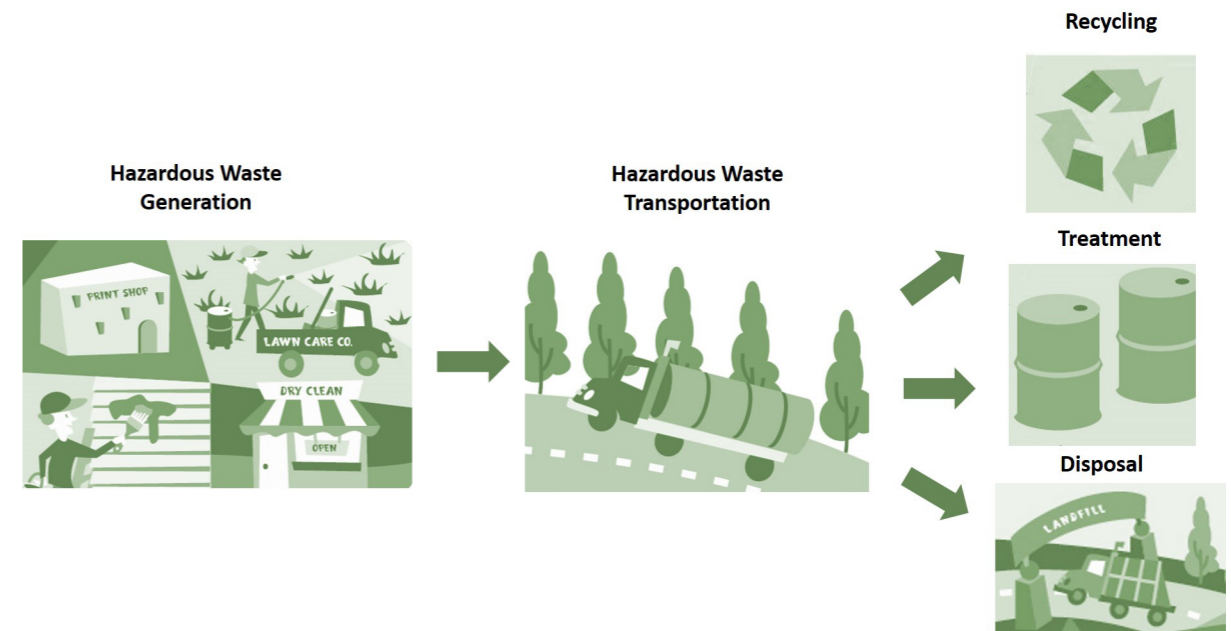 Hazardous Waste
Generation
PRINT SHOP
LAWN CARE CO.
DRY CLEAN
OPEN
Hazardous Waste
Transportation
Recycling
Treatment
Disposal
LANDFILL